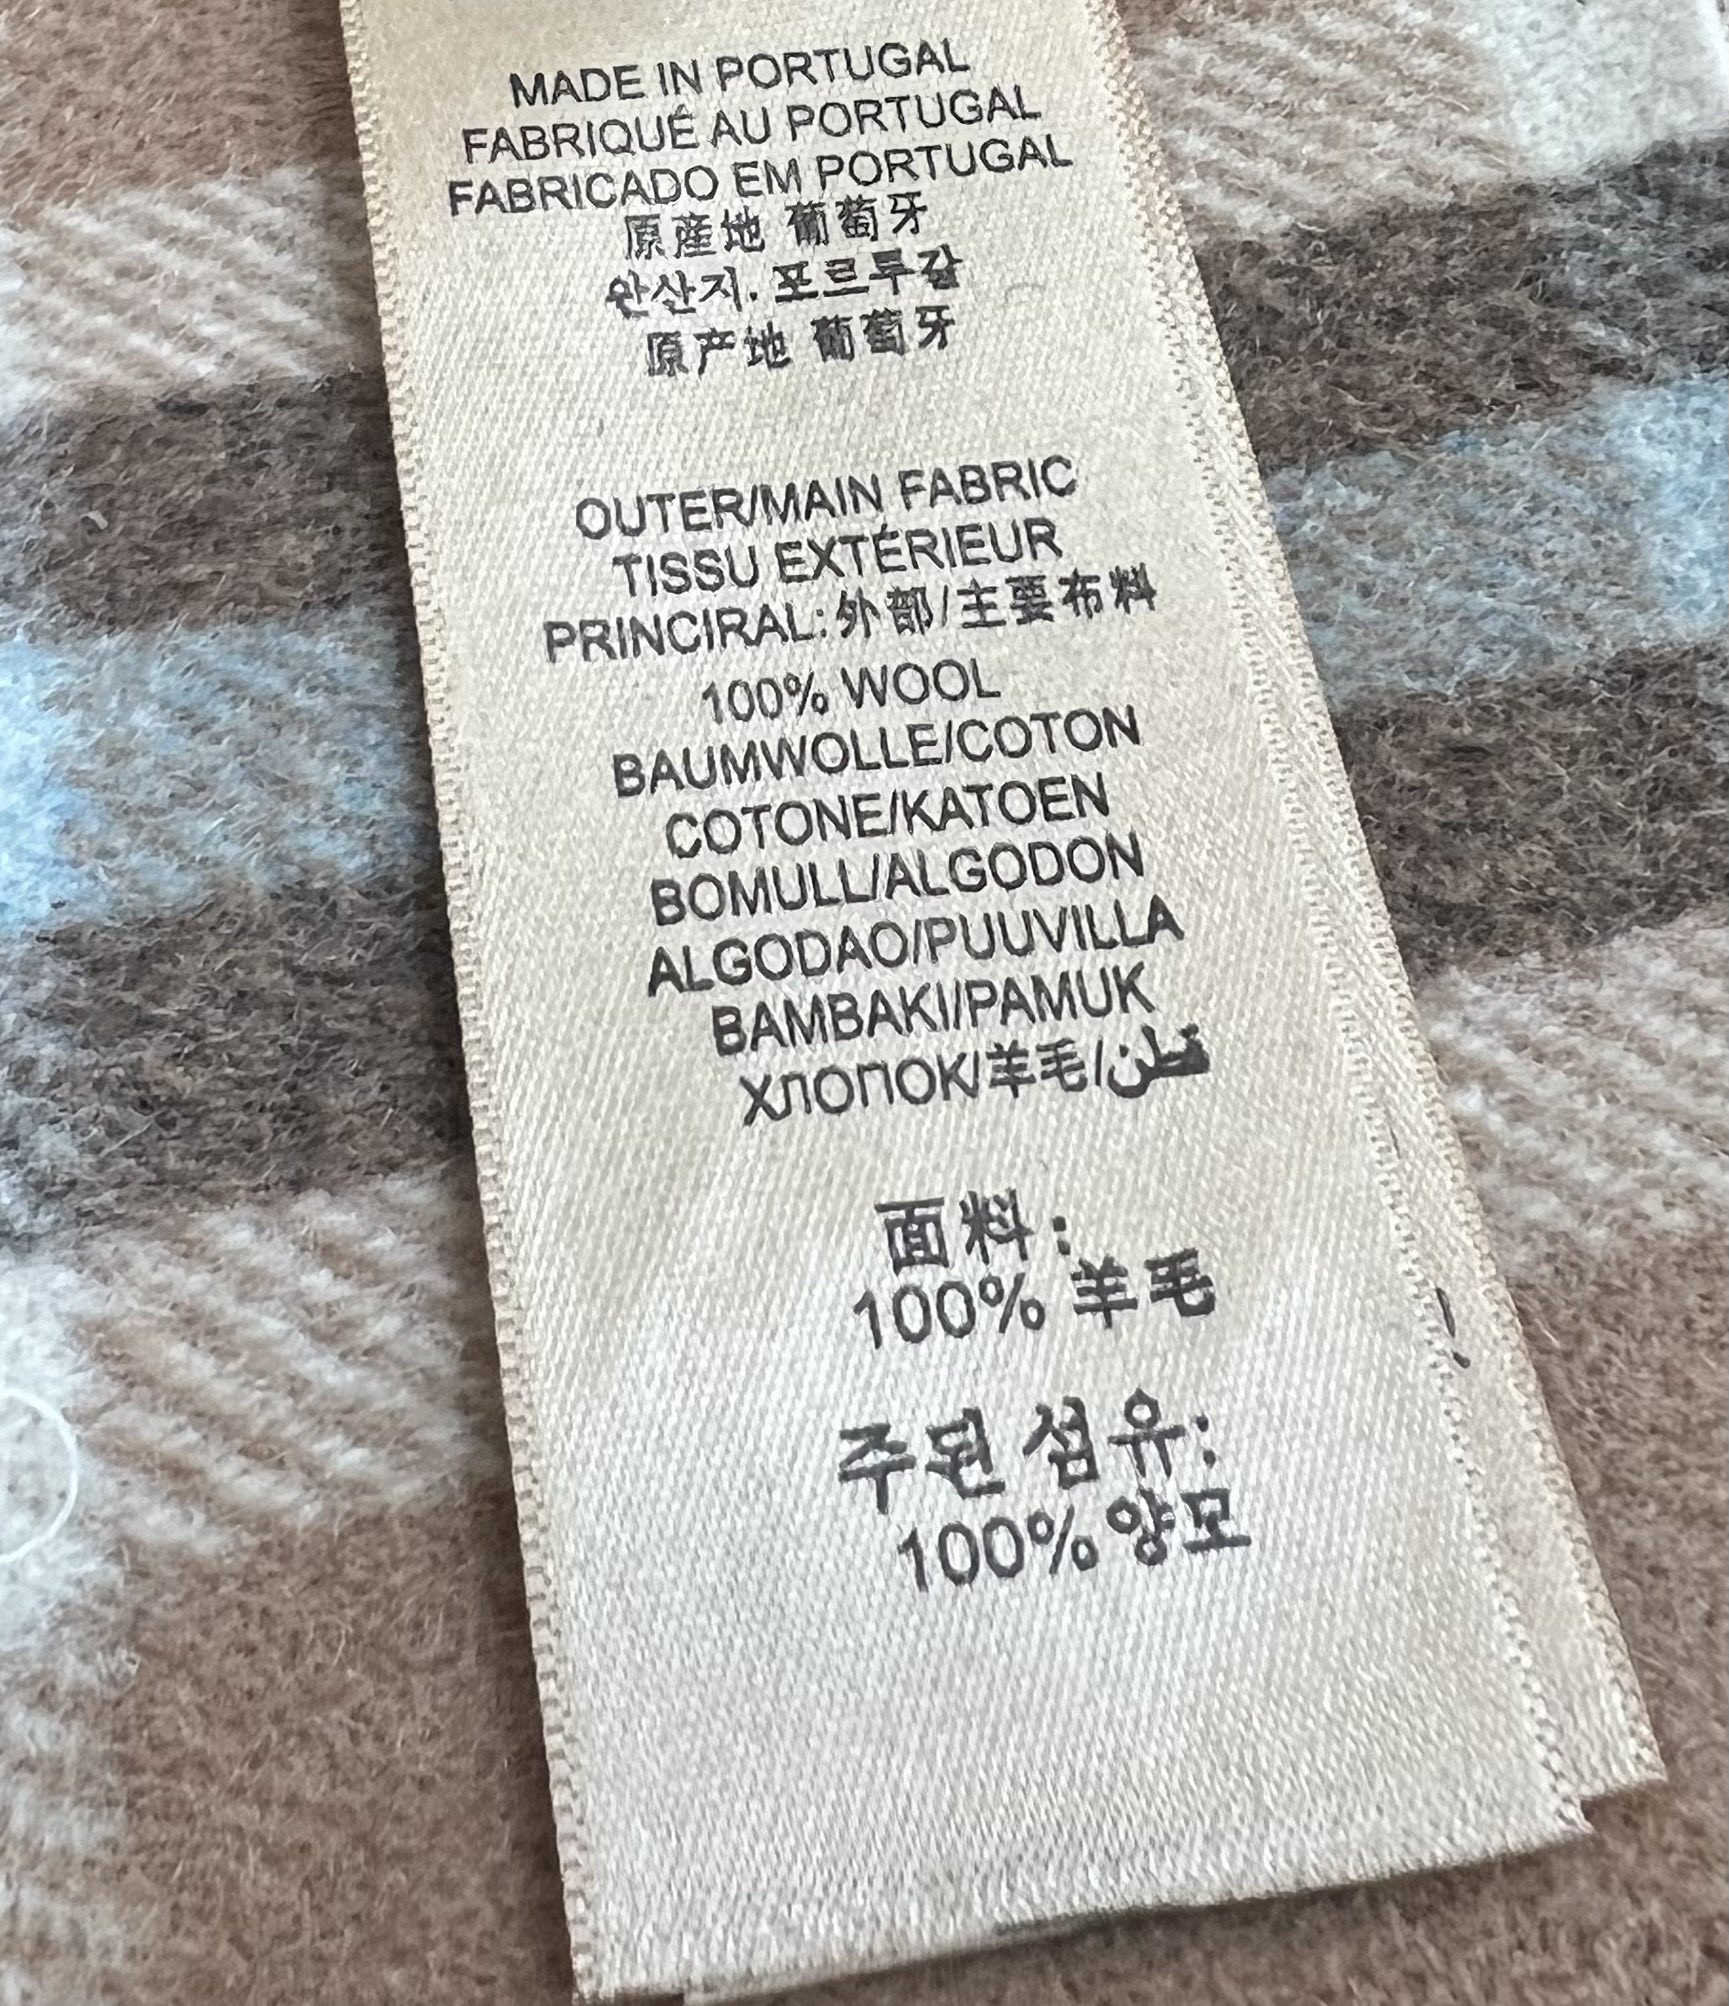 MADE IN PORTUGAL
FABRIQUÉ AU PORTUGAL
FABRICADO EM PORTUGAL
原産地 葡萄牙
완산지. 포르투갈
原产地 葡萄牙
OUTER/MAIN FABRIC
TISSU EXTÉRIEUR
PRINCIRAL:外部/主要布料
100% WOOL
BAUMWOLLE/COTON
COTONE/KATOEN
BOMULL/ALGODON
ALGODAO/PUUVILLA
BAMBAKI/PAMUK
ХЛОПОК/羊毛/قطن
面料:
100% 羊毛
주된 섬유:
100% 양모